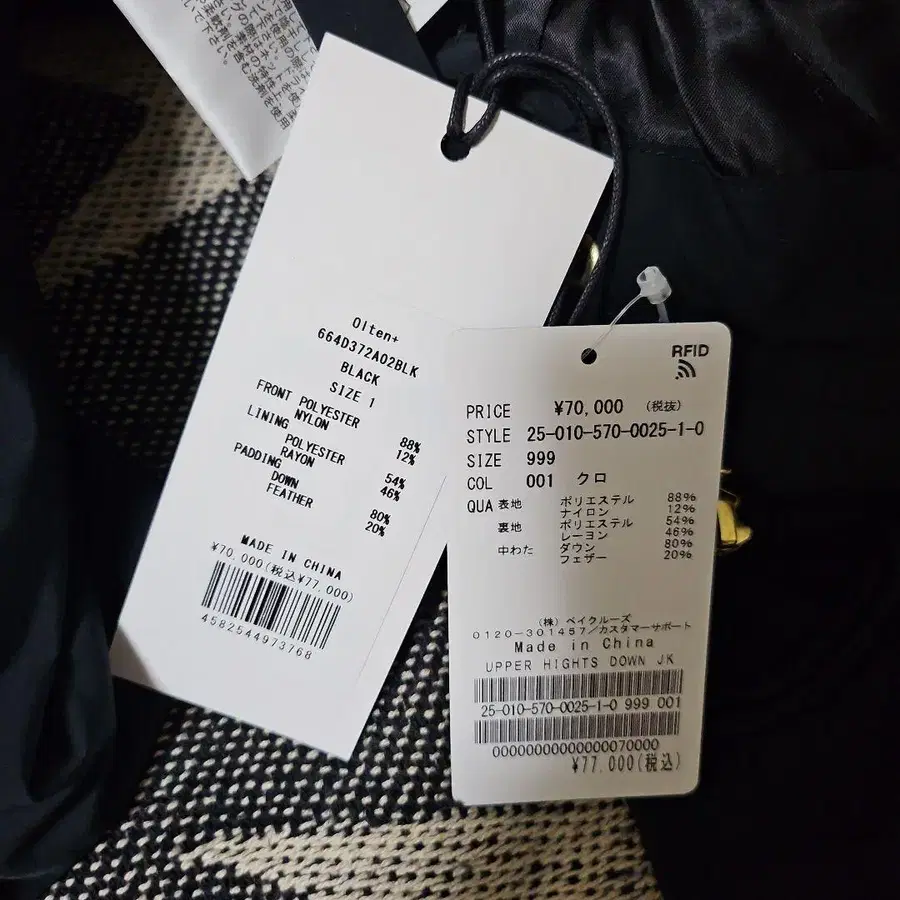 Olten+
664D372A02BLK
BLACK
SIZE 1
FRONT POLYESTER 88%
NYLON 12%
LINING POLYESTER 54%
RAYON 46%
PADDING DOWN 80%
FEATHER 20%
MADE IN CHINA
¥70,000(税込¥77,000)
4582544973768
RFID
PRICE ¥70,000 (税抜)
STYLE 25-010-570-0025-1-0
SIZE 999
COL 001 クロ
QUA 表地 ポリエステル 88%
ナイロン 12%
裏地 ポリエステル 54%
レーヨン 46%
中わた ダウン 80%
フェザー 20%
(株) ベイクルーズ
0120-301457/カスタマーサポート
Made in China
UPPER HIGHTS DOWN JK
25-010-570-0025-1-0 999 001
00000000000000070000
¥77,000(税込)